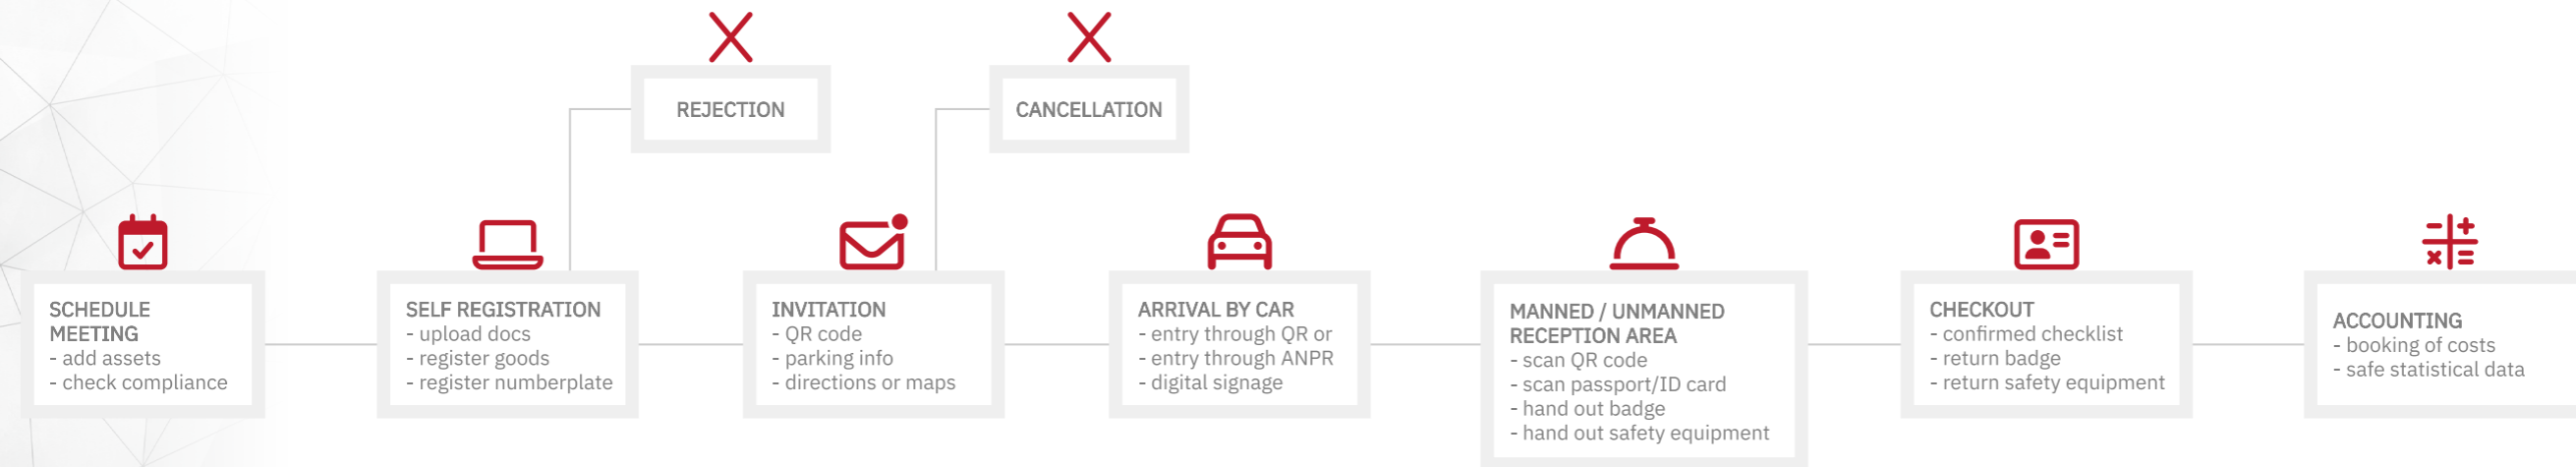 REJECTION
CANCELLATION
SCHEDULE
MEETING
- add assets
- check compliance
SELF REGISTRATION
- upload docs
- register goods
- register numberplate
INVITATION
- QR code
- parking info
- directions or maps
ARRIVAL BY CAR
- entry through QR or
- entry through ANPR
- digital signage
MANNED / UNMANNED
RECEPTION AREA
- scan QR code
- scan passport/ID card
- hand out badge
- hand out safety equipment
CHECKOUT
- confirmed checklist
- return badge
- return safety equipment
ACCOUNTING
- booking of costs
- safe statistical data